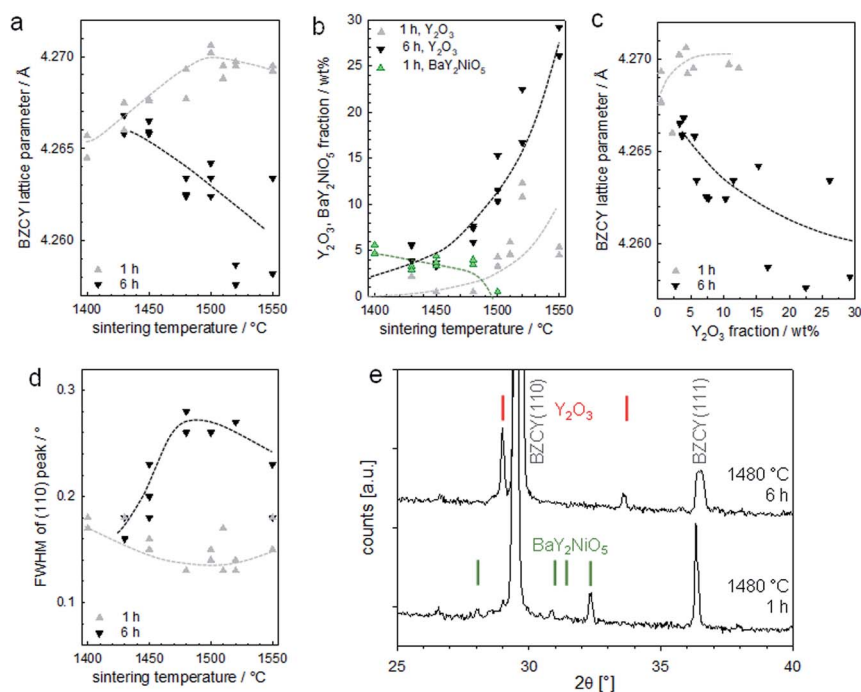 a
BZCY lattice parameter / Å
4.270
4.265
4.260
1 h
6 h
1400 1450 1500 1550
sintering temperature / °C
b
Y₂O₃, BaY₂NiO₅ fraction / wt%
30
25
20
15
10
5
0
1 h, Y₂O₃
6 h, Y₂O₃
1 h, BaY₂NiO₅
1400 1450 1500 1550
sintering temperature / °C
c
BZCY lattice parameter / Å
4.270
4.265
4.260
1 h
6 h
0 5 10 15 20 25 30
Y₂O₃ fraction / wt%
d
FWHM of (110) peak / °
0.3
0.2
0.1
1 h
6 h
1400 1450 1500 1550
sintering temperature / °C
e
counts [a.u.]
BZCY(110)
Y₂O₃
BZCY(111)
1480 °C
6 h
BaY₂NiO₅
1480 °C
1 h
25 30 35 40
2θ [°]